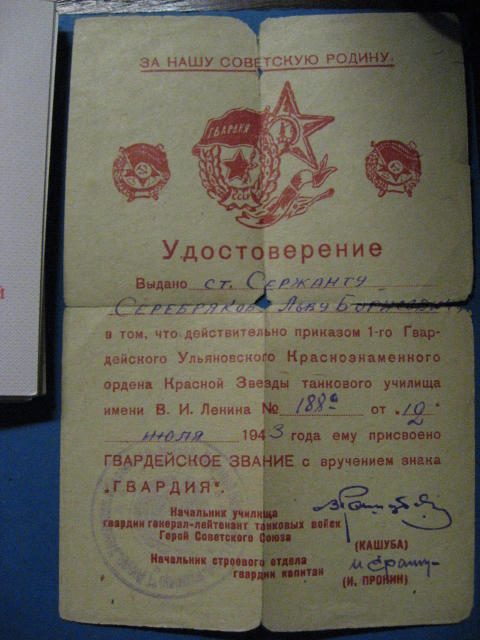 ЗА НАШУ СОВЕТСКУЮ РОДИНУ.
ГВАРДИЯ
СССР
Удостоверение
Выдано ст. Сержанту
Серебряков Льву Борисовичу
в том, что действительно приказом 1-го Гвар-
дейского Ульяновского Краснознаменного
ордена Красной Звезды танкового училища
имени В. И. Ленина № 188 от „12“
июля 1943 года ему присвоено
ГВАРДЕЙСКОЕ ЗВАНИЕ с вручением знака
„ГВАРДИЯ“.
Начальник училища
гвардии генерал-лейтенант танковых войск
Герой Советского Союза
(КАШУБА)
Начальник строевого отдела
гвардии капитан
(И. ПРОНИН)